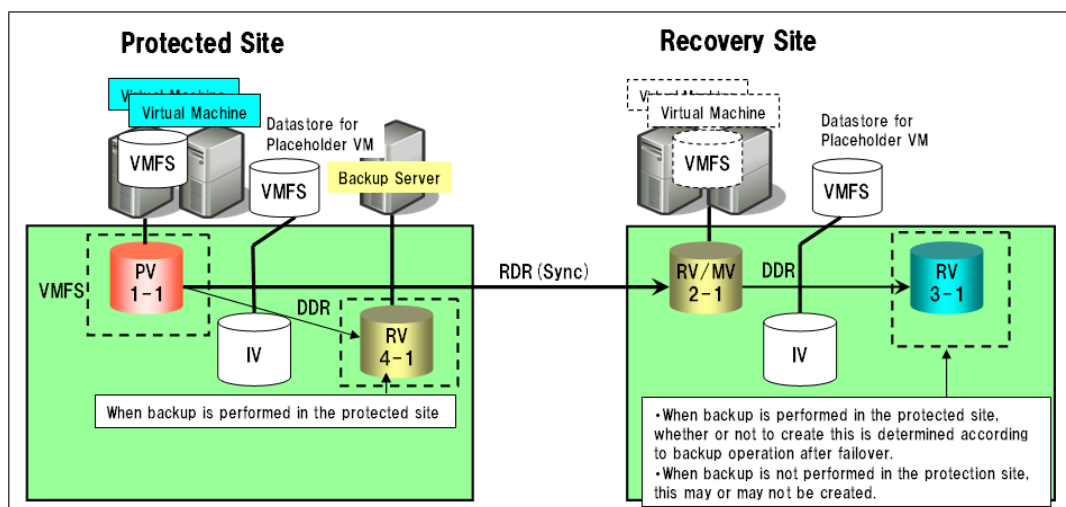 Protected Site
Recovery Site
Virtual Machine
Virtual Machine
Datastore for
Placeholder VM
VMFS
VMFS
Backup Server
Virtual Machine
Virtual Machine
Datastore for
Placeholder VM
VMFS
VMFS
VMFS
PV
1-1
DDR
IV
RV
4-1
RDR(Sync)
RV/MV
2-1
DDR
IV
RV
3-1
When backup is performed in the protected site
・When backup is performed in the protected site,
whether or not to create this is determined according
to backup operation after failover.
・When backup is not performed in the protection site,
this may or may not be created.